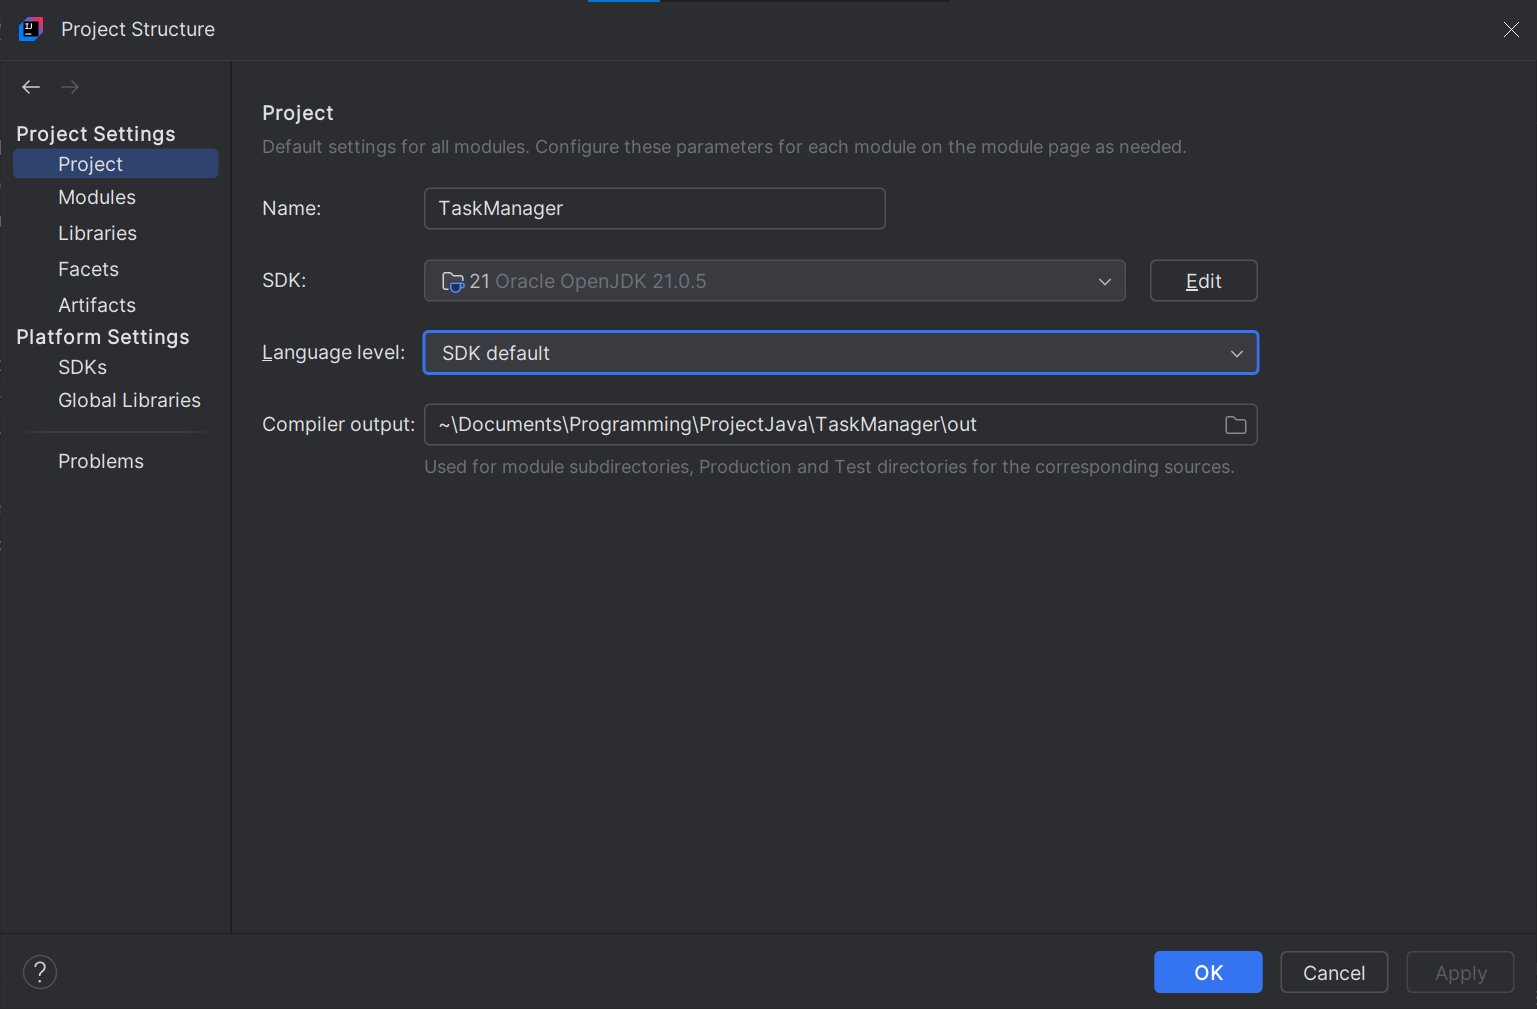 Project Structure
Project Settings
Project
Modules
Libraries
Facets
Artifacts
Platform Settings
SDKs
Global Libraries
Problems
Project
Default settings for all modules. Configure these parameters for each module on the module page as needed.
Name: TaskManager
SDK: 21 Oracle OpenJDK 21.0.5 Edit
Language level: SDK default
Compiler output: ~\Documents\Programming\ProjectJava\TaskManager\out
Used for module subdirectories, Production and Test directories for the corresponding sources.
? OK Cancel Apply